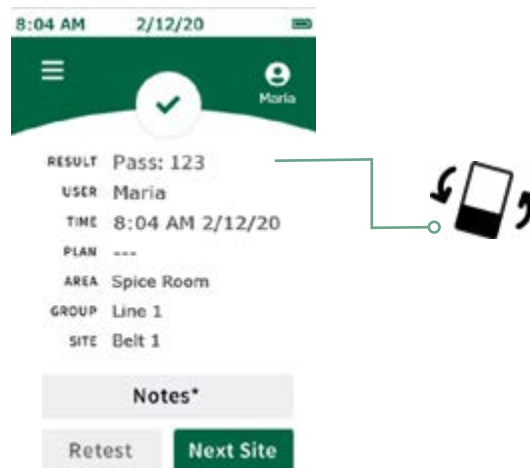 8:04 AM 2/12/20
Maria
RESULT Pass: 123
USER Maria
TIME 8:04 AM 2/12/20
PLAN ---
AREA Spice Room
GROUP Line 1
SITE Belt 1
Notes*
Retest Next Site